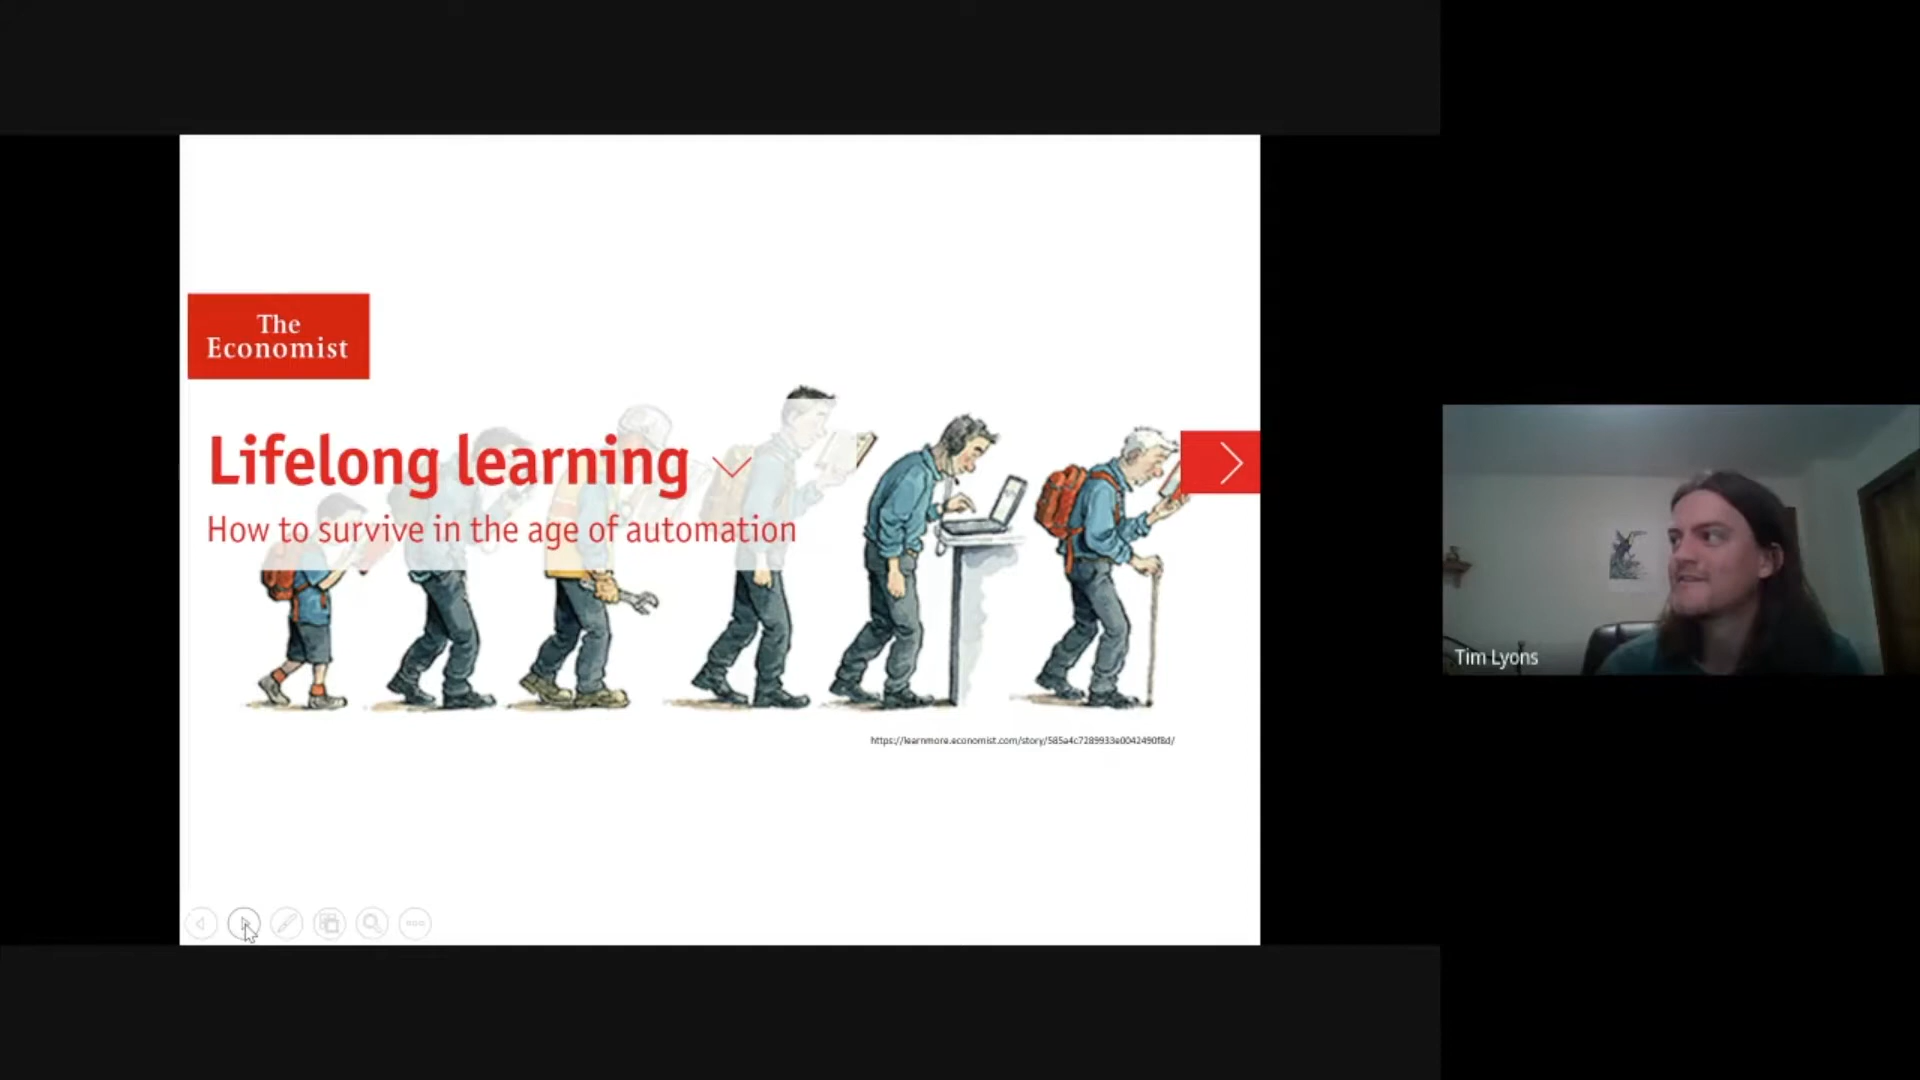 The
Economist
Lifelong learning
How to survive in the age of automation
https://learnmore.economist.com/story/585a4c7289933e0042490f8d/
Tim Lyons